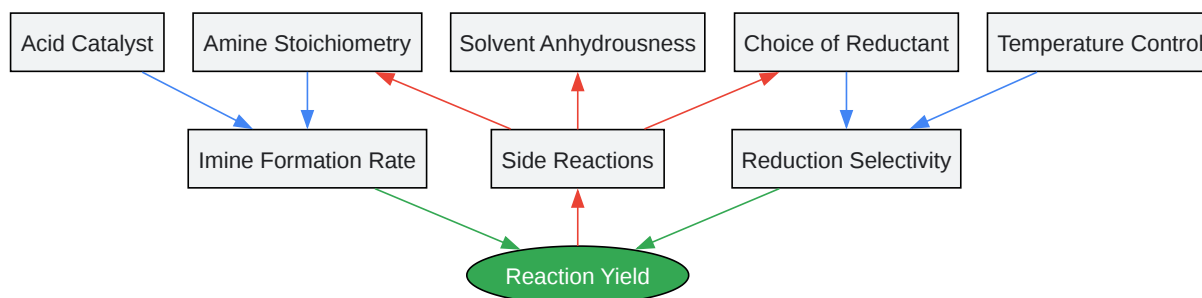 Acid Catalyst
Amine Stoichiometry
Solvent Anhydrousness
Choice of Reductant
Temperature Control
Imine Formation Rate
Side Reactions
Reduction Selectivity
Reaction Yield